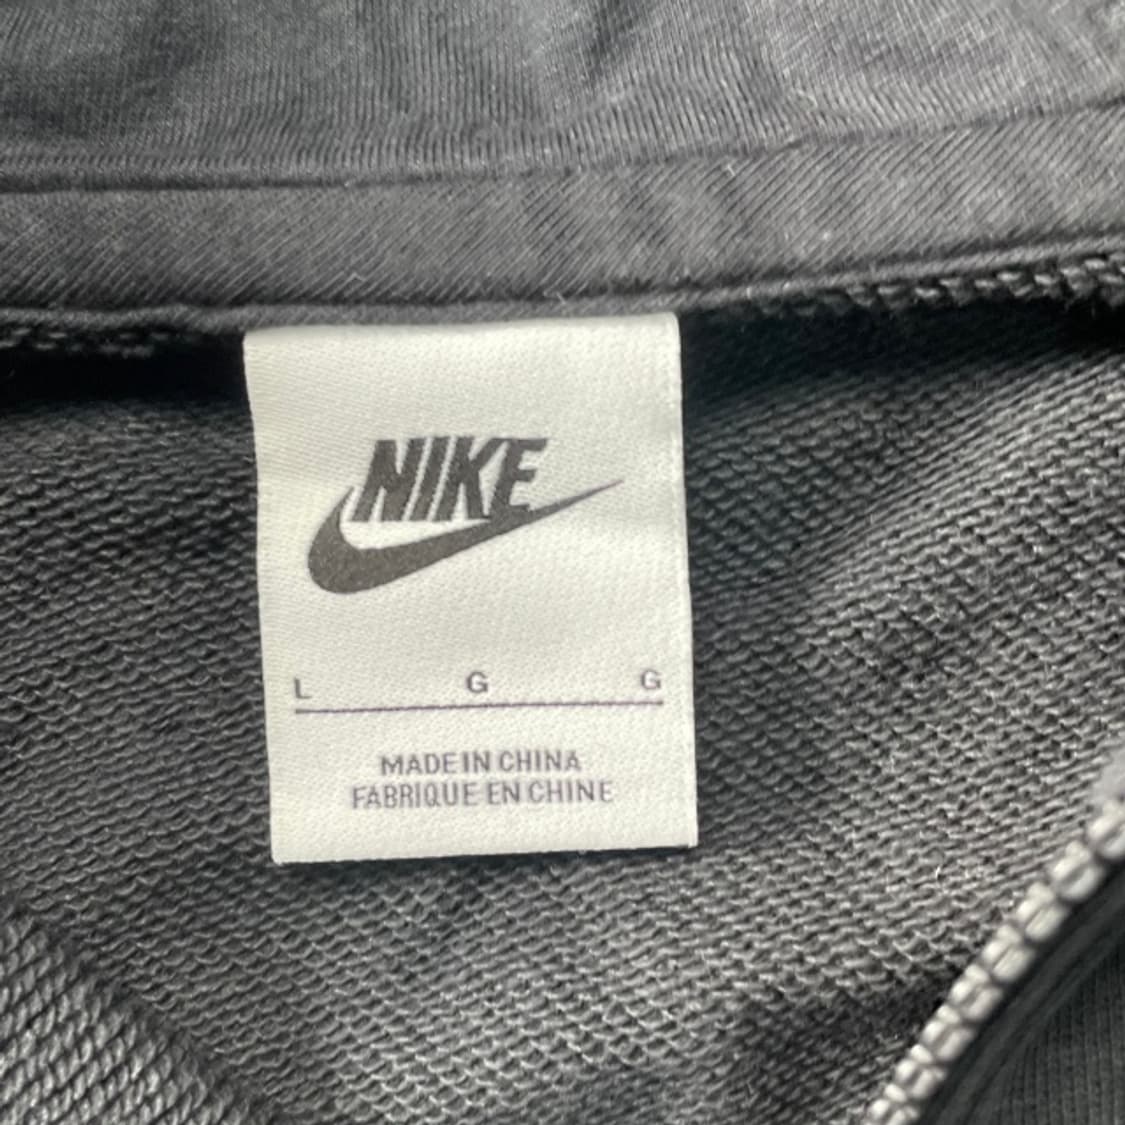 NIKE
L G G
MADE IN CHINA
FABRIQUE EN CHINE